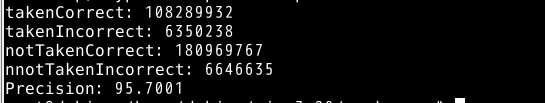 takenCorrect: 108289932
takenIncorrect: 6350238
notTakenCorrect: 180969767
nnotTakenIncorrect: 6646635
Precision: 95.7001